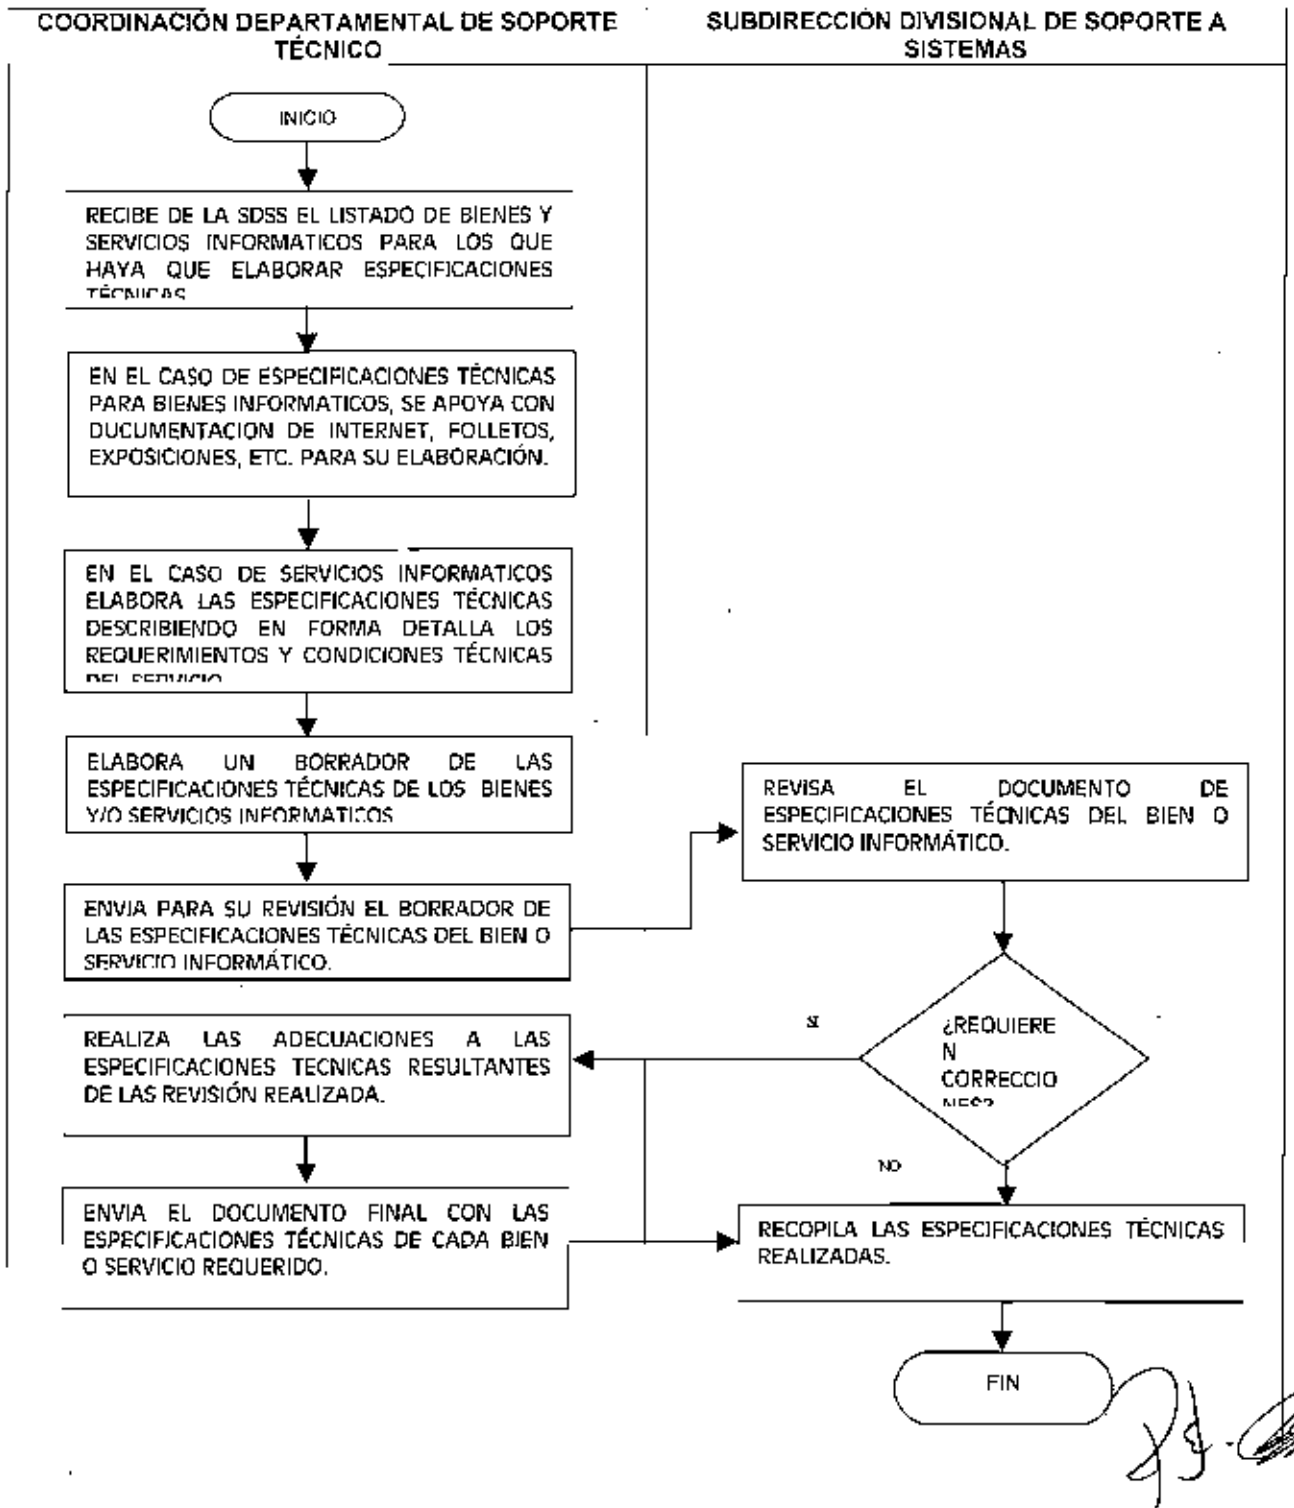 COORDINACIÓN DEPARTAMENTAL DE SOPORTE
TÉCNICO
SUBDIRECCIÓN DIVISIONAL DE SOPORTE A
SISTEMAS
INICIO
RECIBE DE LA SDSS EL LISTADO DE BIENES Y
SERVICIOS INFORMATICOS PARA LOS QUE
HAYA QUE ELABORAR ESPECIFICACIONES
TÉCNICAS
EN EL CASO DE ESPECIFICACIONES TÉCNICAS
PARA BIENES INFORMATICOS, SE APOYA CON
DUCUMENTACION DE INTERNET, FOLLETOS,
EXPOSICIONES, ETC. PARA SU ELABORACIÓN.
EN EL CASO DE SERVICIOS INFORMATICOS
ELABORA LAS ESPECIFICACIONES TÉCNICAS
DESCRIBIENDO EN FORMA DETALLA LOS
REQUERIMIENTOS Y CONDICIONES TÉCNICAS
DEL SERVICIO
ELABORA UN BORRADOR DE LAS
ESPECIFICACIONES TÉCNICAS DE LOS BIENES
Y/O SERVICIOS INFORMATICOS
ENVIA PARA SU REVISIÓN EL BORRADOR DE
LAS ESPECIFICACIONES TÉCNICAS DEL BIEN O
SERVICIO INFORMÁTICO.
REVISA EL DOCUMENTO DE
ESPECIFICACIONES TÉCNICAS DEL BIEN O
SERVICIO INFORMÁTICO.
¿REQUIERE
N
CORRECCIO
NES?
SI
NO
REALIZA LAS ADECUACIONES A LAS
ESPECIFICACIONES TECNICAS RESULTANTES
DE LAS REVISIÓN REALIZADA.
ENVIA EL DOCUMENTO FINAL CON LAS
ESPECIFICACIONES TÉCNICAS DE CADA BIEN
O SERVICIO REQUERIDO.
RECOPILA LAS ESPECIFICACIONES TÉCNICAS
REALIZADAS.
FIN